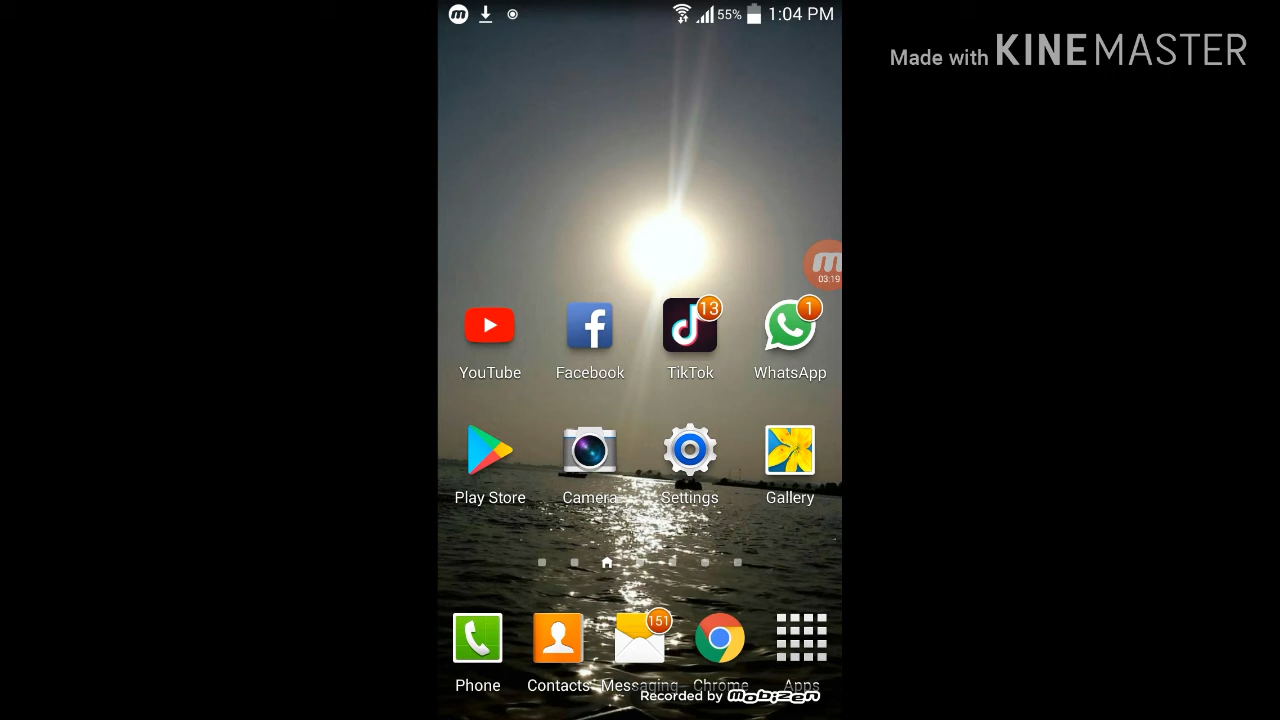 55% 1:04 PM
Made with KINEMASTER
03:19
13
1
YouTube Facebook TikTok WhatsApp
Play Store Camera Settings Gallery
151
Phone Contacts Messaging Chrome Apps
Recorded by mobizen